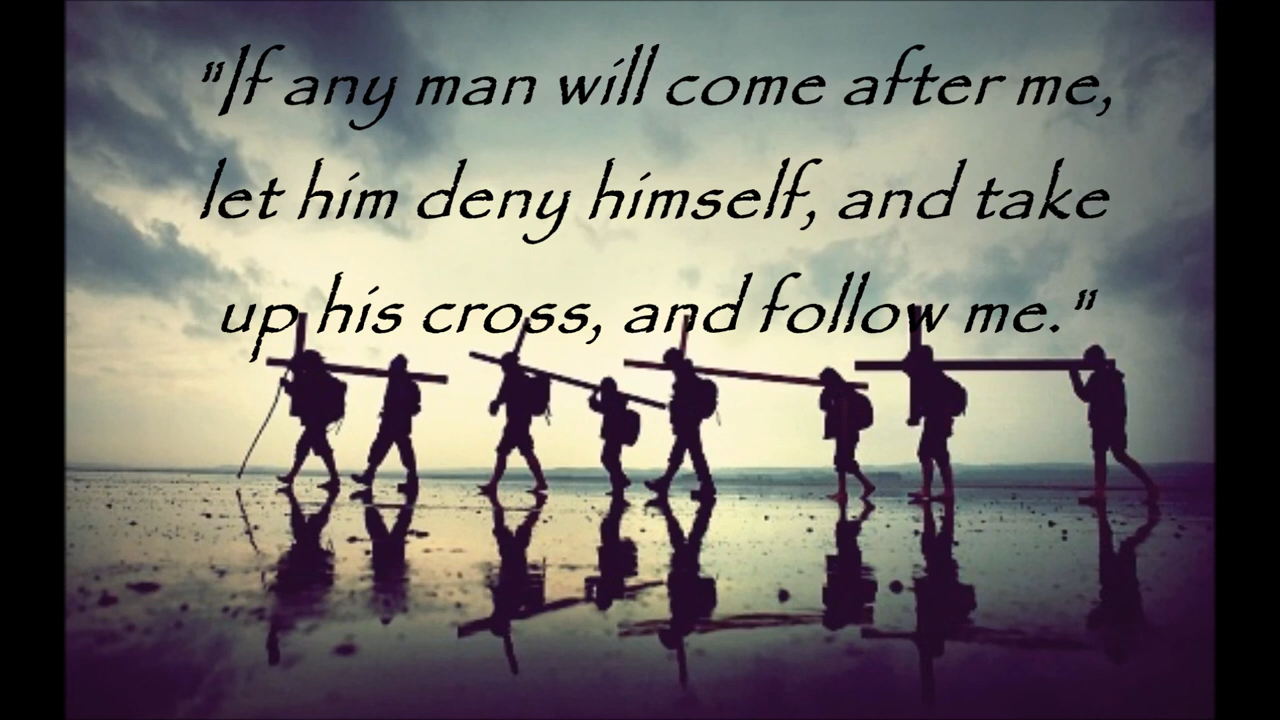 "If any man will come after me,
let him deny himself, and take
up his cross, and follow me."